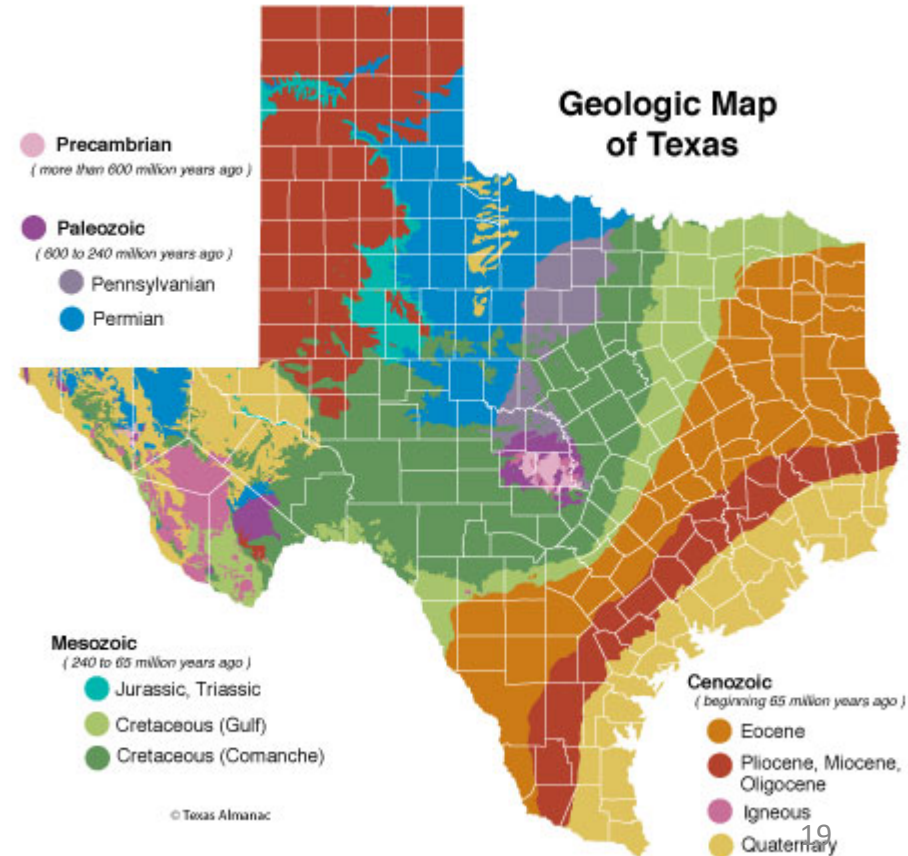 Geologic Map
of Texas
Precambrian
( more than 600 million years ago )
Paleozoic
( 600 to 240 million years ago )
Pennsylvanian
Permian
Mesozoic
( 240 to 65 million years ago )
Jurassic, Triassic
Cretaceous (Gulf)
Cretaceous (Comanche)
© Texas Almanac
Cenozoic
( beginning 65 million years ago )
Eocene
Pliocene, Miocene,
Oligocene
Igneous
Quaternary
19